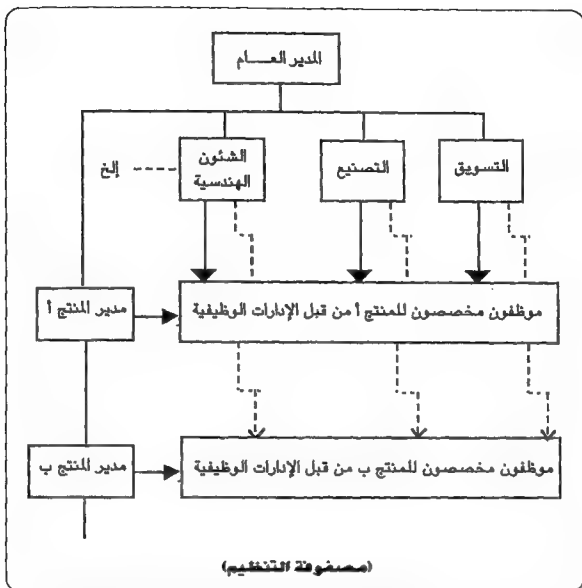 المدير العـــام
التسويق
التصنيع
الشئون
الهندسية
إلخ
مدير المنتج أ
موظفون مخصصون للمنتج أ من قبل الإدارات الوظيفية
مدير المنتج ب
موظفون مخصصون للمنتج ب من قبل الإدارات الوظيفية
(مصفوفة التنظيم)